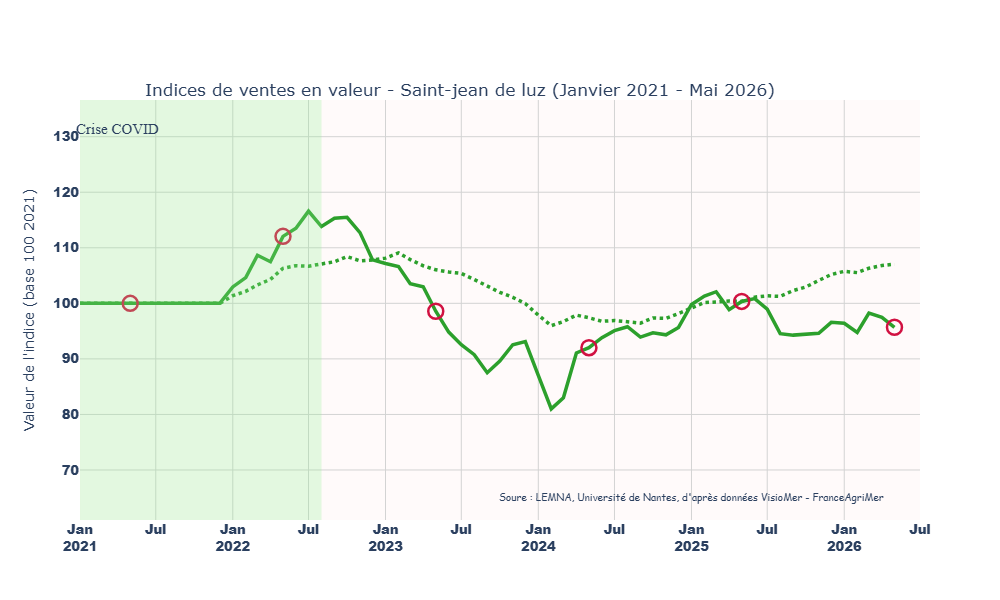 Indices de ventes en valeur - Saint-jean de luz (Janvier 2021 - Mai 2026)
Crise COVID
Valeur de l'indice (base 100 2021)
130
120
110
100
90
80
70
Soure : LEMNA, Université de Nantes, d'après données VisioMer - FranceAgriMer
Jan Jul Jan Jul Jan Jul Jan Jul Jan Jul Jan Jul
2021 2022 2023 2024 2025 2026